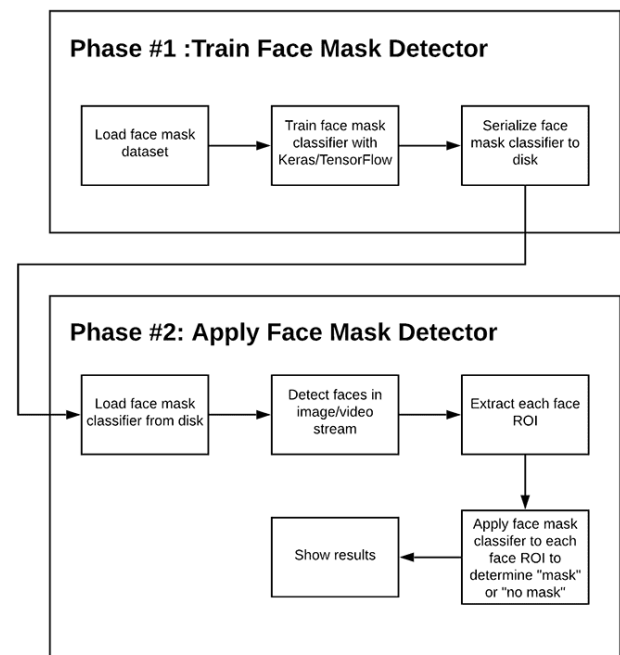 Phase #1 :Train Face Mask Detector
Load face mask
dataset
Train face mask
classifier with
Keras/TensorFlow
Serialize face
mask classifier to
disk
Phase #2: Apply Face Mask Detector
Load face mask
classifier from disk
Detect faces in
image/video
stream
Extract each face
ROI
Apply face mask
classifer to each
face ROI to
determine "mask"
or "no mask"
Show results